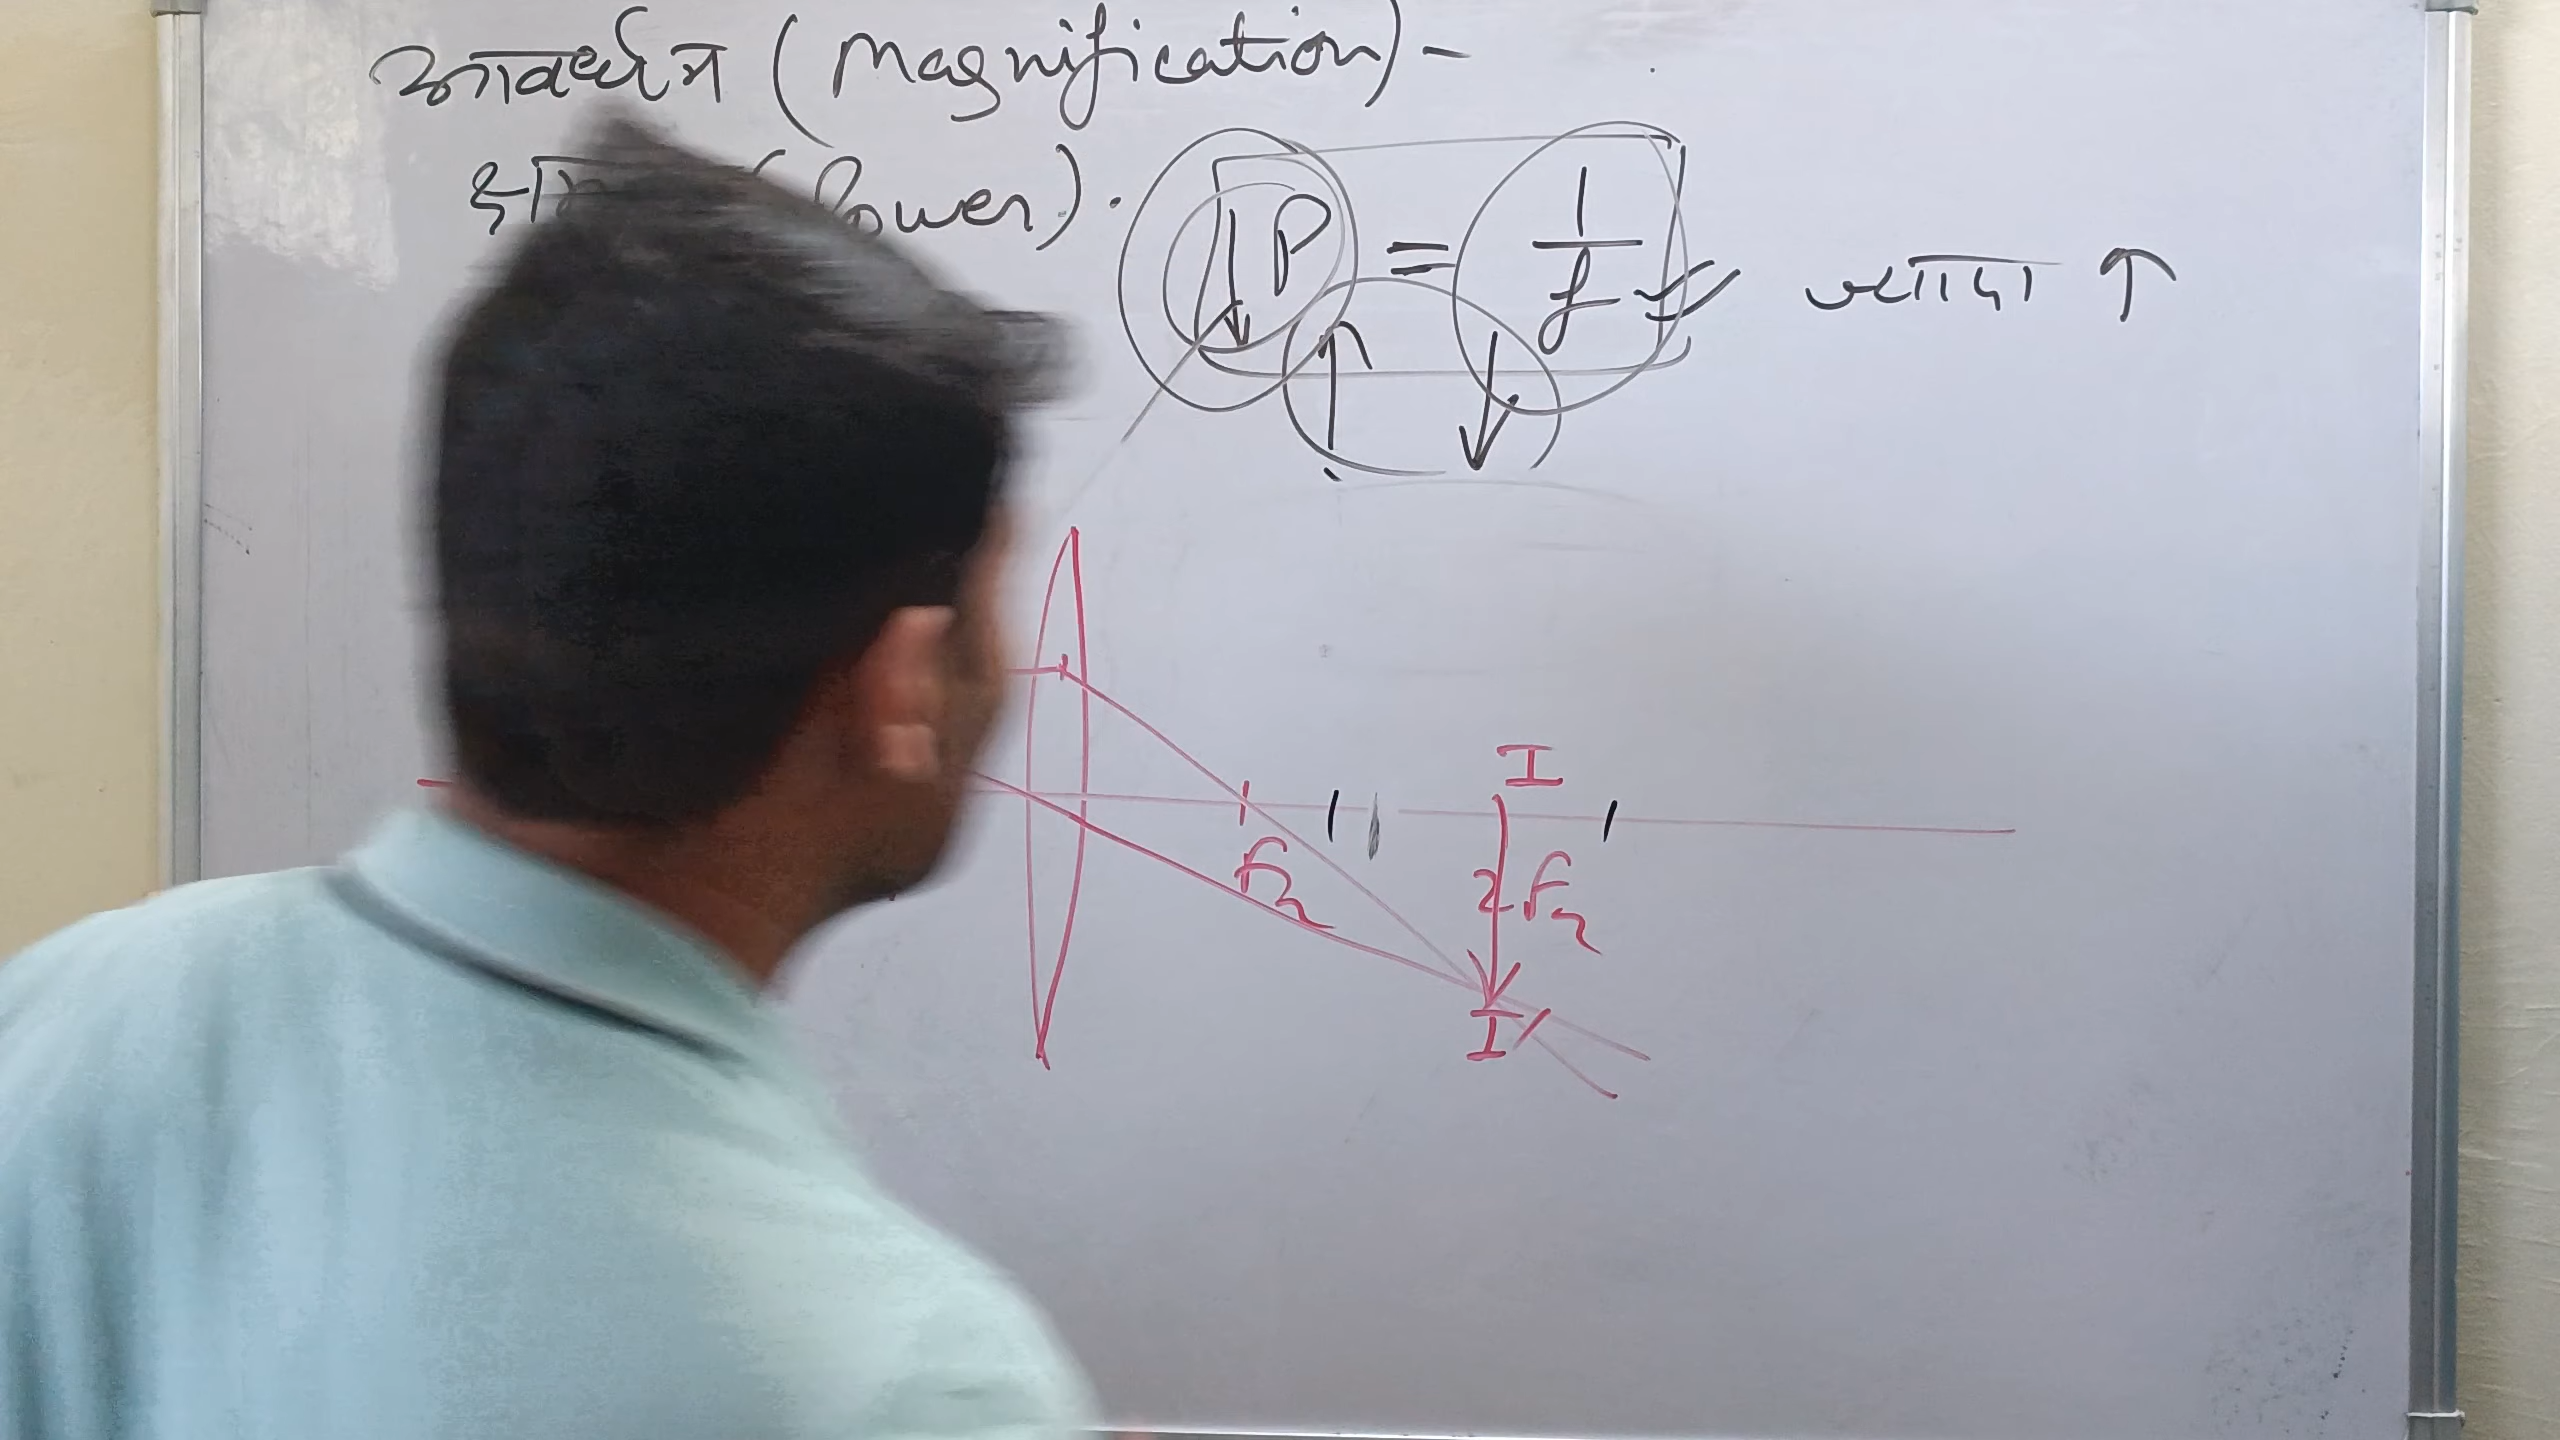 आवर्धन (Magnification) -
(Power). P = 1/f ज्यादा ↑
I
F2 2F2
I'